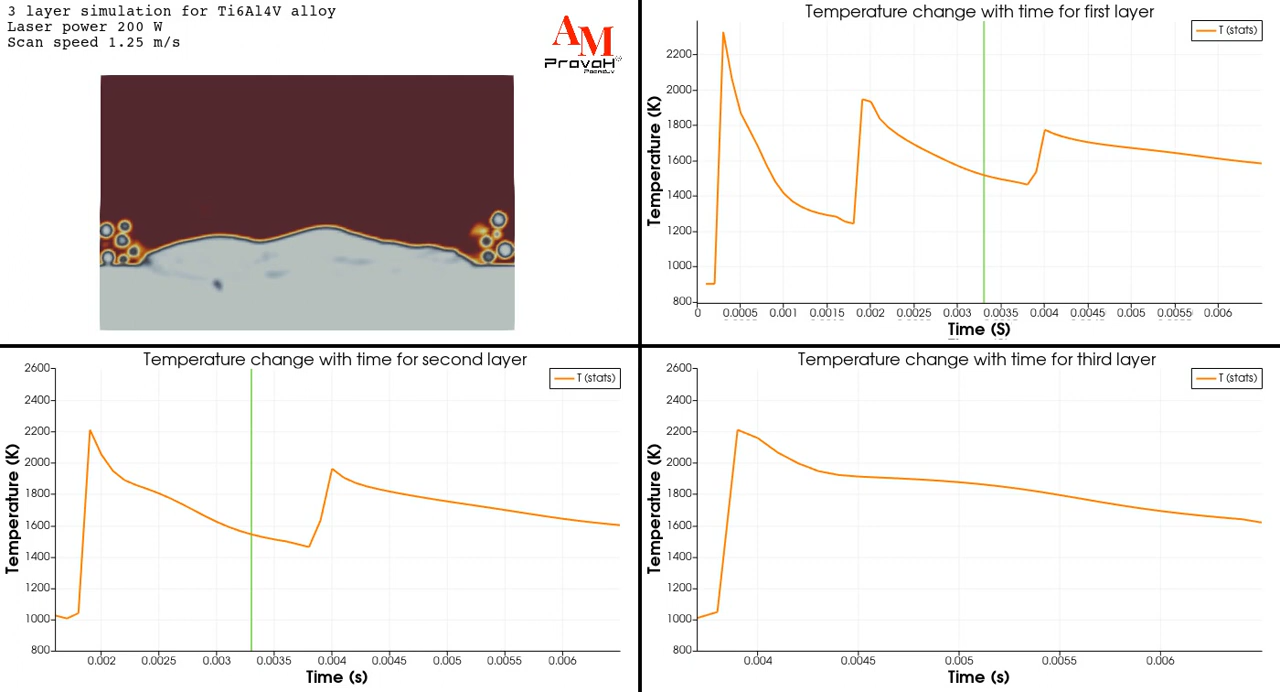 3 layer simulation for Ti6Al4V alloy
Laser power 200 W
Scan speed 1.25 m/s
AM
ProvaH
Temperature change with time for first layer
T (stats)
Temperature (K)
2200
2000
1800
1600
1400
1200
1000
800
0 0.0005 0.001 0.0015 0.002 0.0025 0.003 0.0035 0.004 0.0045 0.005 0.0055 0.006
Time (S)
Temperature change with time for second layer
T (stats)
Temperature (K)
2600
2400
2200
2000
1800
1600
1400
1200
1000
800
0.002 0.0025 0.003 0.0035 0.004 0.0045 0.005 0.0055 0.006
Time (s)
Temperature change with time for third layer
T (stats)
Temperature (K)
2600
2400
2200
2000
1800
1600
1400
1200
1000
800
0.004 0.0045 0.005 0.0055 0.006
Time (s)